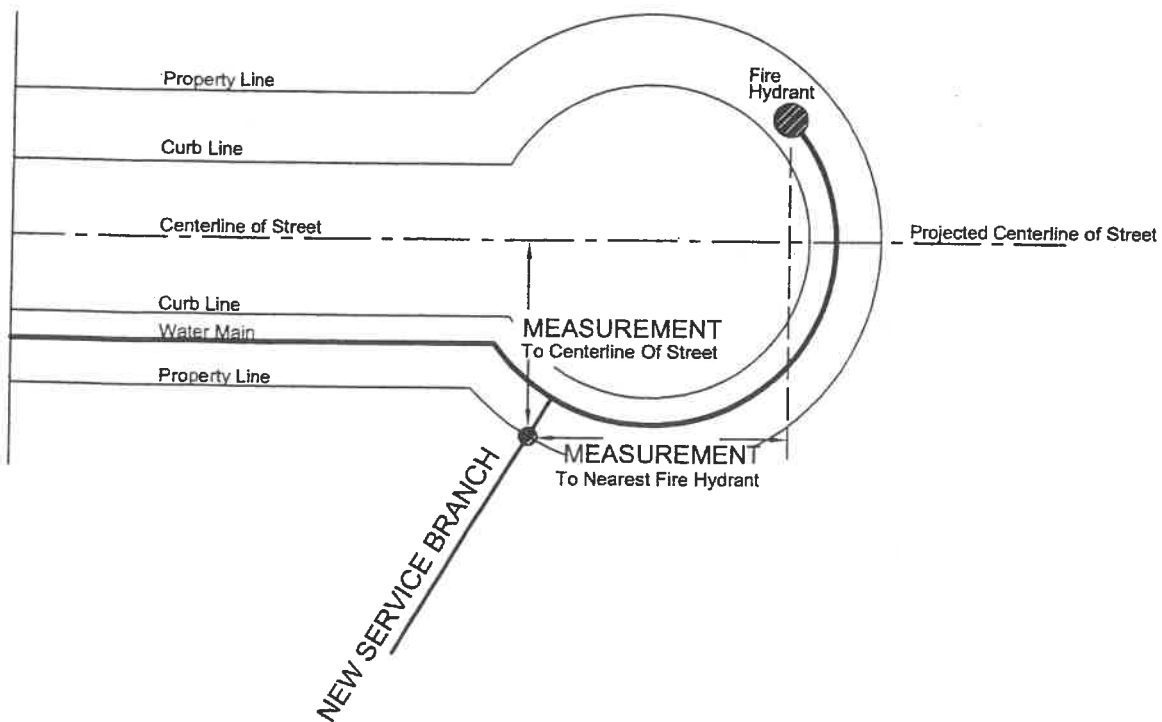 Property Line
Fire
Hydrant
Curb Line
Centerline of Street
Projected Centerline of Street
Curb Line
Water Main
MEASUREMENT
To Centerline Of Street
Property Line
MEASUREMENT
To Nearest Fire Hydrant
NEW SERVICE BRANCH